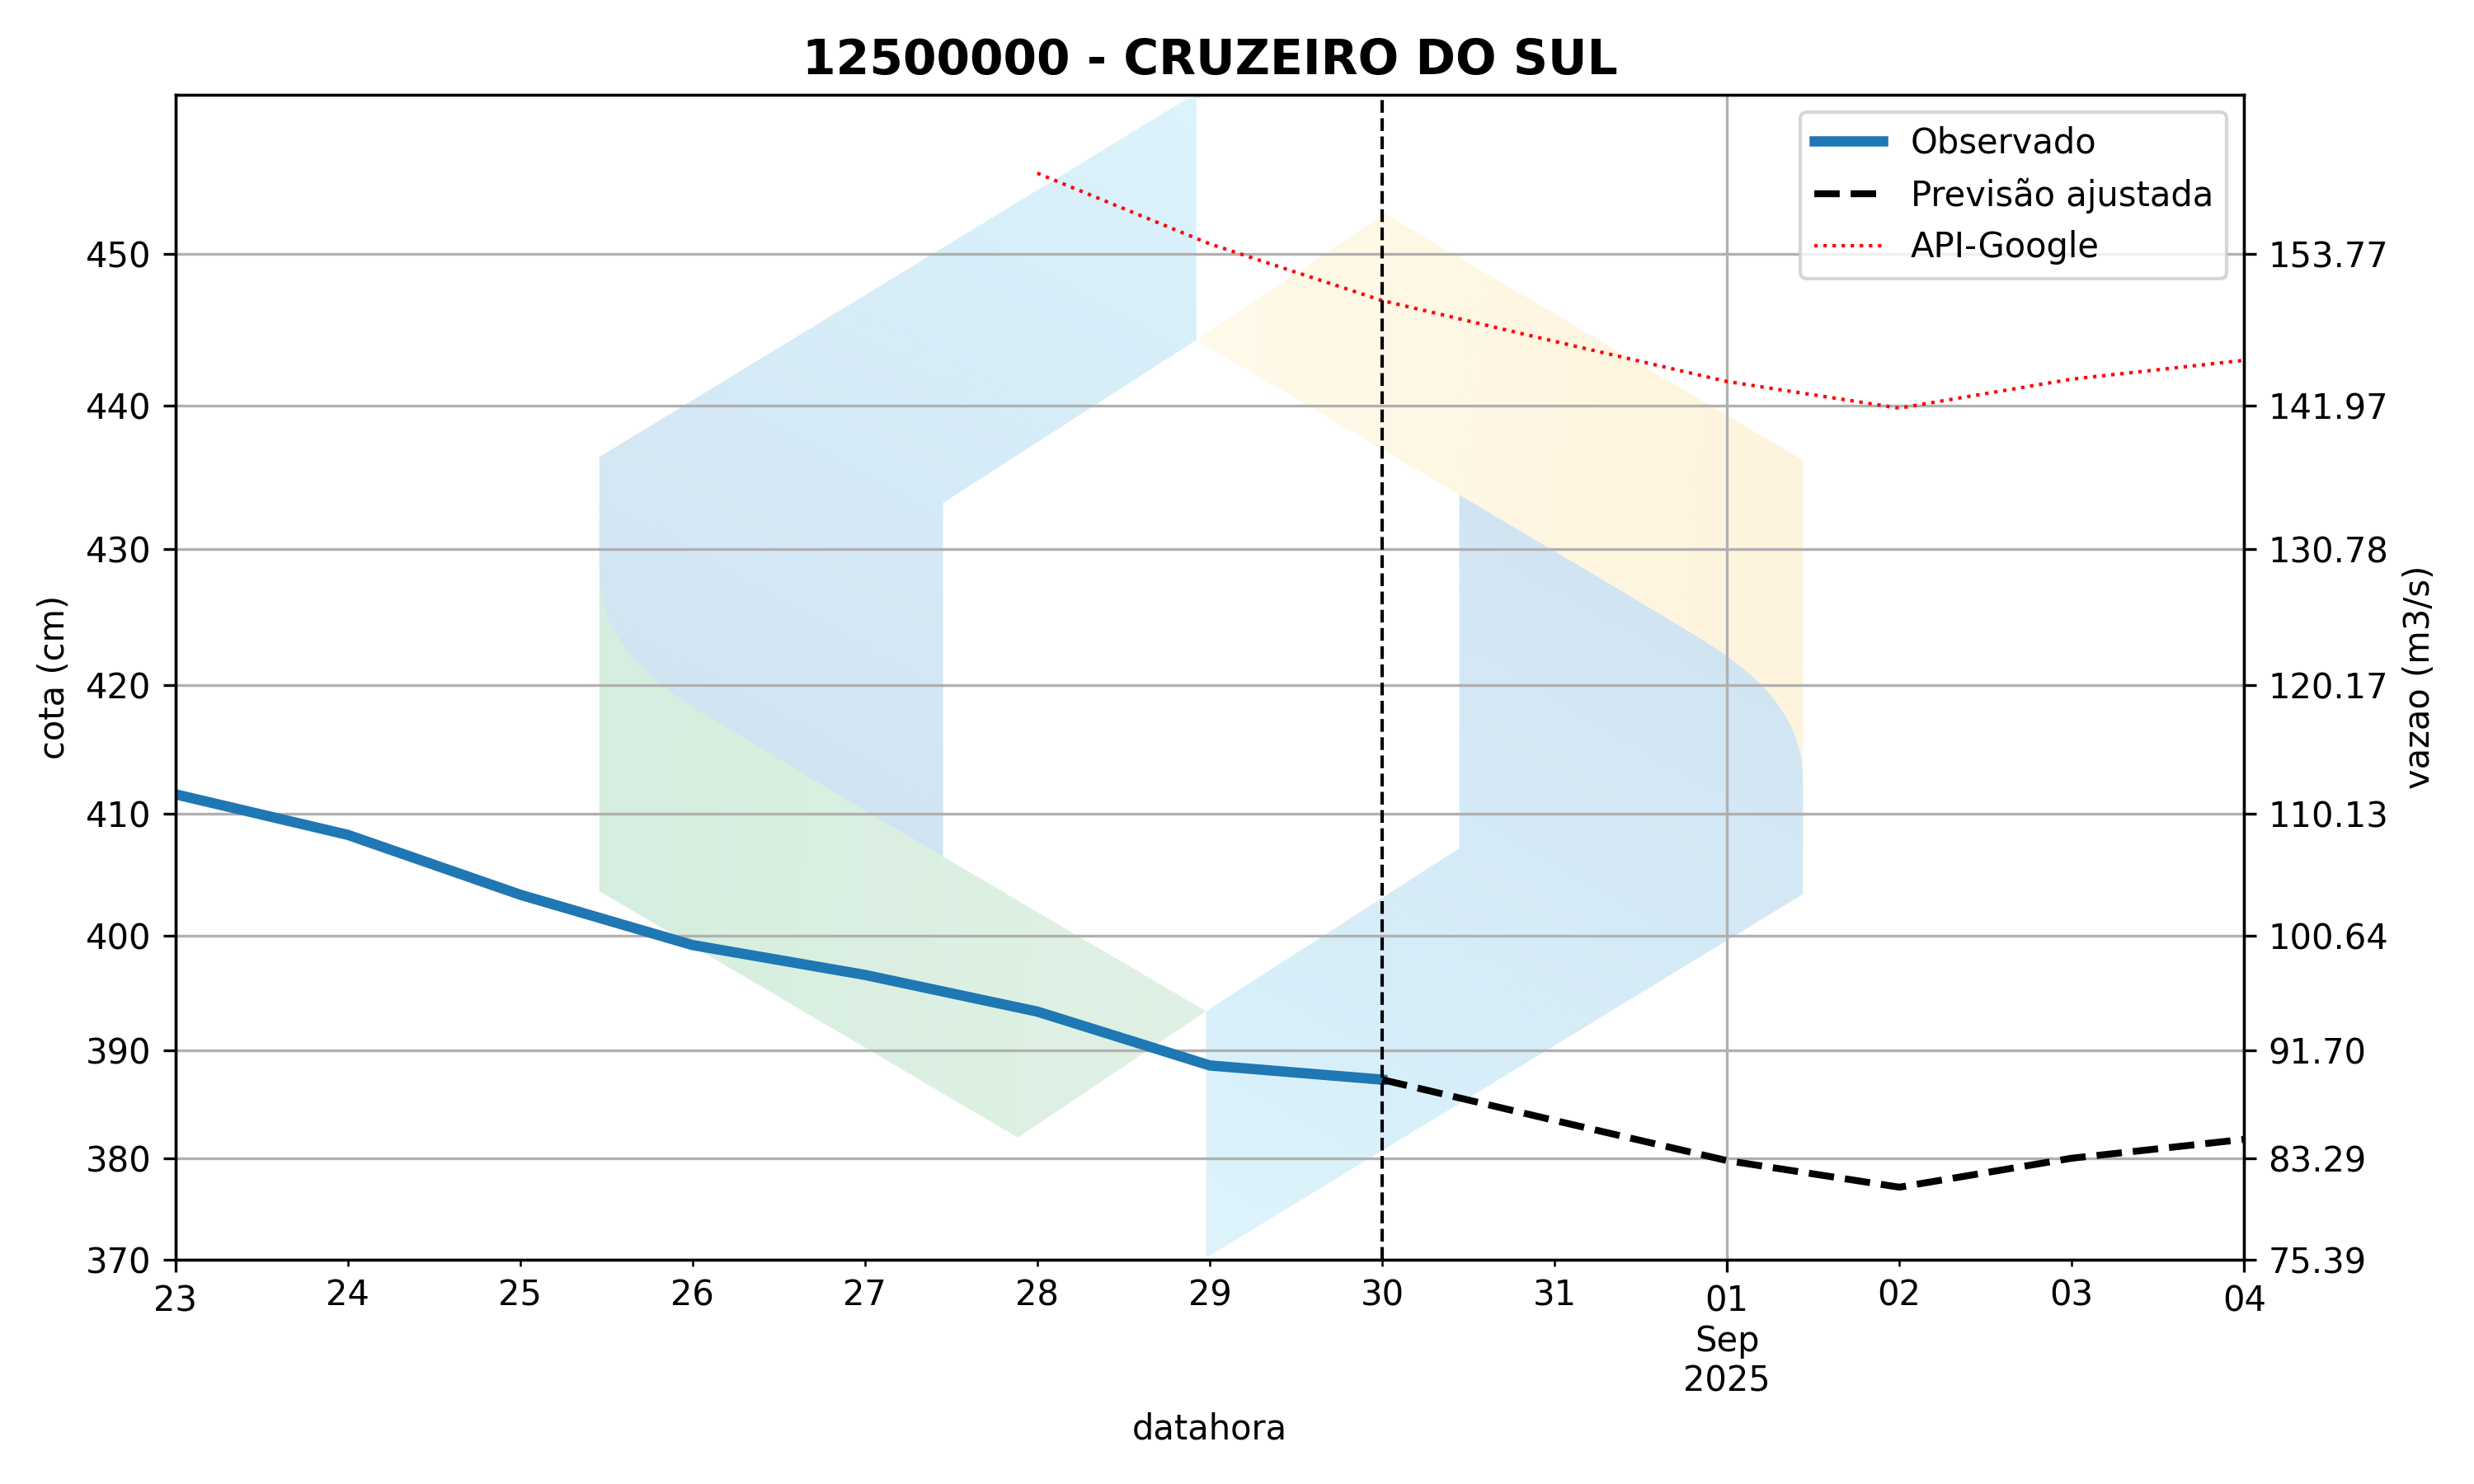 12500000 - CRUZEIRO DO SUL
Observado
Previsão ajustada
API-Google
cota (cm)
450
440
430
420
410
400
390
380
370
153.77
141.97
130.78
120.17
110.13
100.64
91.70
83.29
75.39
vazao (m3/s)
23 24 25 26 27 28 29 30 31 01 02 03 04
Sep
2025
datahora